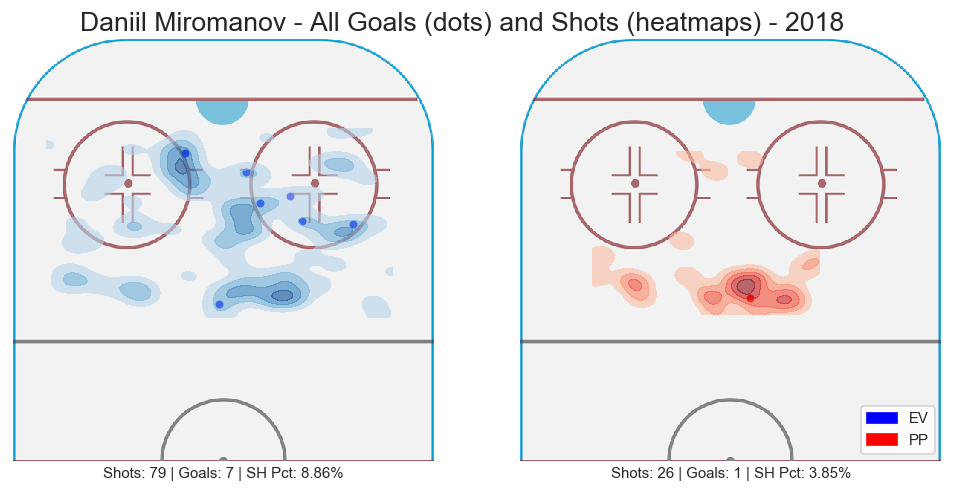 Daniil Miromanov - All Goals (dots) and Shots (heatmaps) - 2018
EV
PP
Shots: 79 | Goals: 7 | SH Pct: 8.86%
Shots: 26 | Goals: 1 | SH Pct: 3.85%